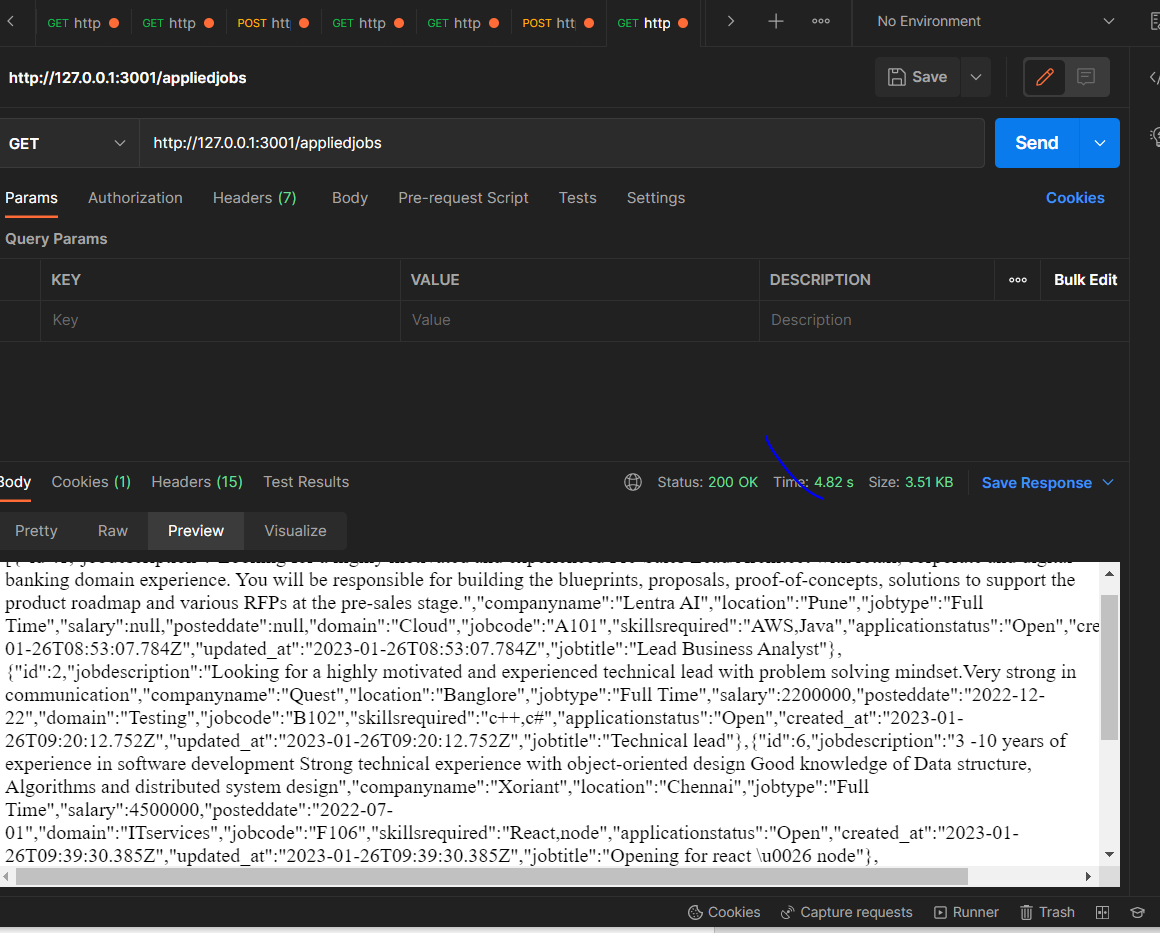 GET http GET http POST htt GET http GET http POST htt GET http No Environment
http://127.0.0.1:3001/appliedjobs Save
GET http://127.0.0.1:3001/appliedjobs Send
Params Authorization Headers (7) Body Pre-request Script Tests Settings Cookies
Query Params
KEY VALUE DESCRIPTION Bulk Edit
Key Value Description
Body Cookies (1) Headers (15) Test Results Status: 200 OK Time: 4.82 s Size: 3.51 KB Save Response
Pretty Raw Preview Visualize
banking domain experience. You will be responsible for building the blueprints, proposals, proof-of-concepts, solutions to support the
product roadmap and various RFPs at the pre-sales stage.","companyname":"Lentra AI","location":"Pune","jobtype":"Full
Time","salary":null,"posteddate":null,"domain":"Cloud","jobcode":"A101","skillsrequired":"AWS,Java","applicationstatus":"Open","cre
01-26T08:53:07.784Z","updated_at":"2023-01-26T08:53:07.784Z","jobtitle":"Lead Business Analyst"},
{"id":2,"jobdescription":"Looking for a highly motivated and experienced technical lead with problem solving mindset.Very strong in
communication","companyname":"Quest","location":"Banglore","jobtype":"Full Time","salary":2200000,"posteddate":"2022-12-
22","domain":"Testing","jobcode":"B102","skillsrequired":"c++,c#","applicationstatus":"Open","created_at":"2023-01-
26T09:20:12.752Z","updated_at":"2023-01-26T09:20:12.752Z","jobtitle":"Technical lead"},{"id":6,"jobdescription":"3 -10 years of
experience in software development Strong technical experience with object-oriented design Good knowledge of Data structure,
Algorithms and distributed system design","companyname":"Xoriant","location":"Chennai","jobtype":"Full
Time","salary":4500000,"posteddate":"2022-07-
01","domain":"ITservices","jobcode":"F106","skillsrequired":"React,node","applicationstatus":"Open","created_at":"2023-01-
26T09:39:30.385Z","updated_at":"2023-01-26T09:39:30.385Z","jobtitle":"Opening for react \u0026 node"},
Cookies Capture requests Runner Trash